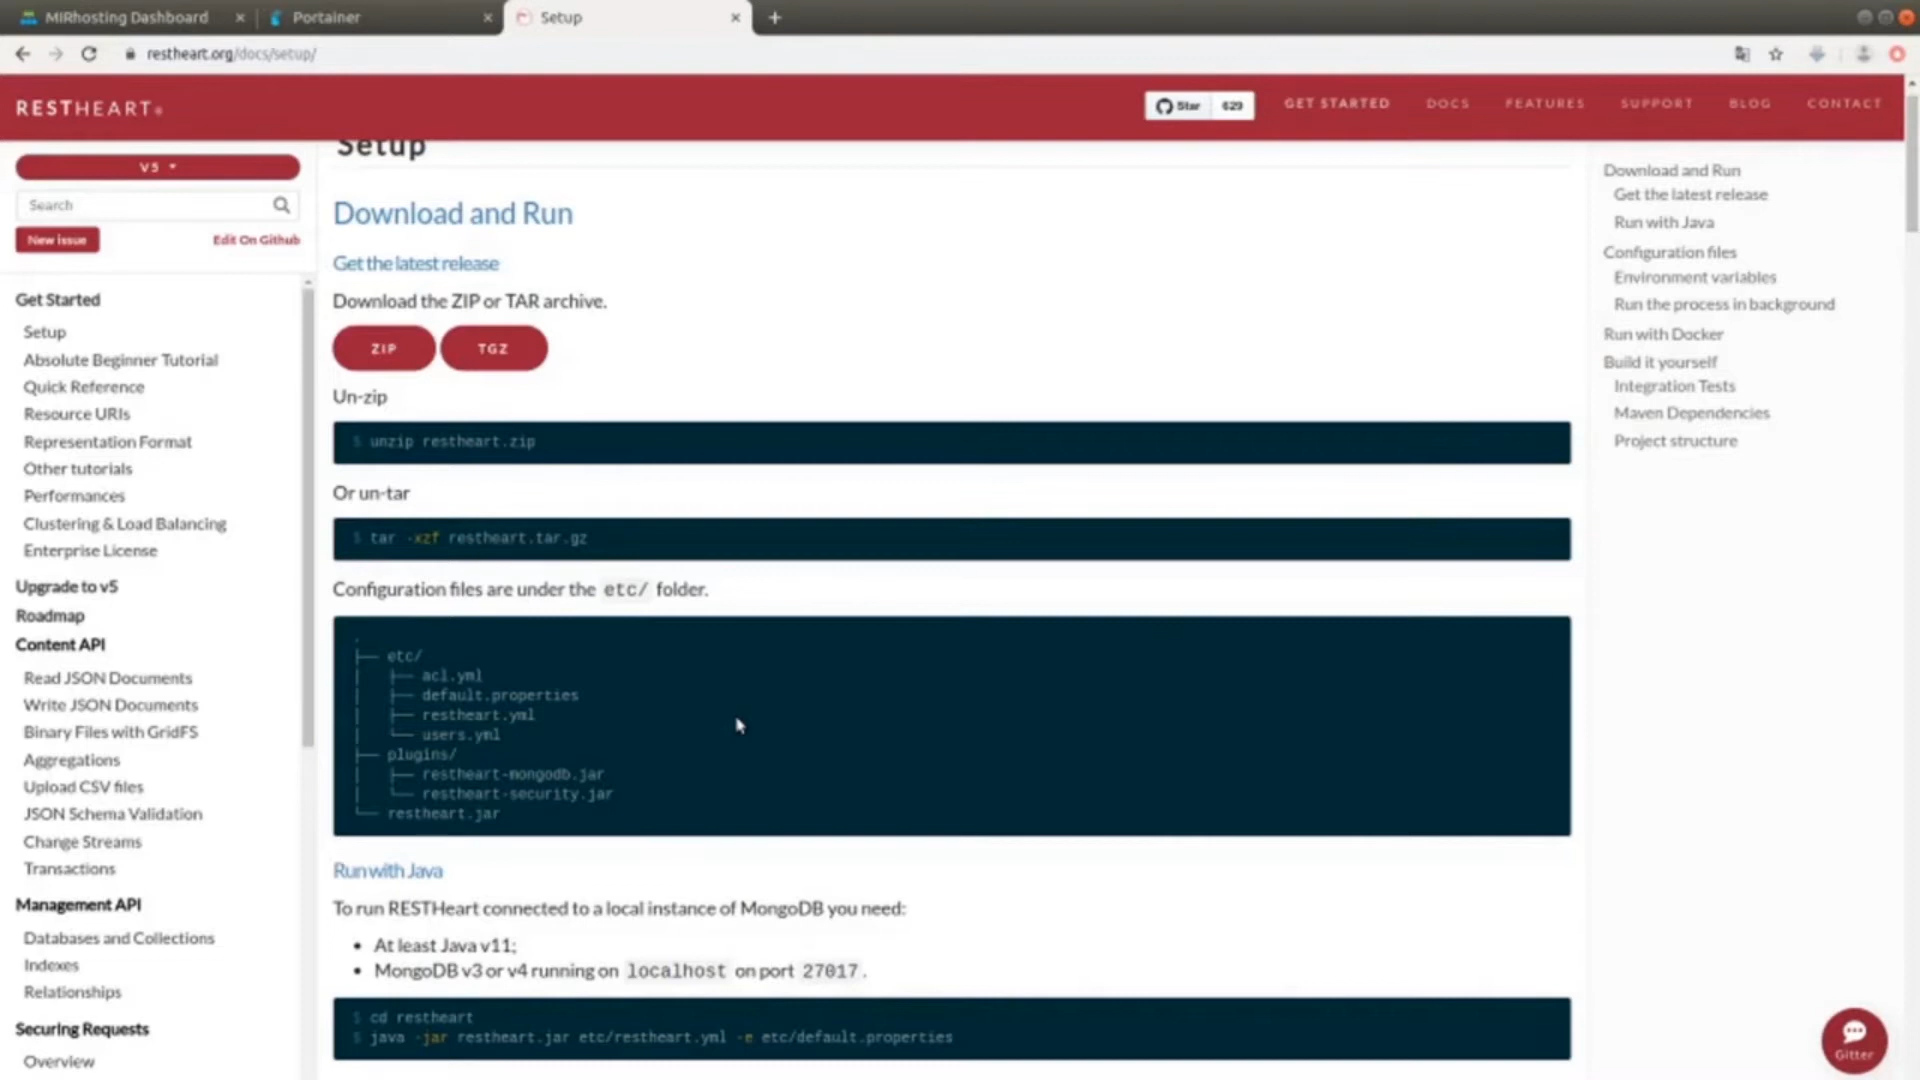 MIRhosting Dashboard
Portainer
Setup
restheart.org/docs/setup/
RESTHEART
Star 629
GET STARTED
DOCS
FEATURES
SUPPORT
BLOG
CONTACT
V5
Search
New issue
Edit On Github
Get Started
Setup
Absolute Beginner Tutorial
Quick Reference
Resource URIs
Representation Format
Other tutorials
Performances
Clustering & Load Balancing
Enterprise License
Upgrade to v5
Roadmap
Content API
Read JSON Documents
Write JSON Documents
Binary Files with GridFS
Aggregations
Upload CSV files
JSON Schema Validation
Change Streams
Transactions
Management API
Databases and Collections
Indexes
Relationships
Securing Requests
Overview
Setup
Download and Run
Get the latest release
Download the ZIP or TAR archive.
ZIP
TGZ
Un-zip
$ unzip restheart.zip
Or un-tar
$ tar -xzf restheart.tar.gz
Configuration files are under the etc/ folder.
.
├── etc/
│   ├── acl.yml
│   ├── default.properties
│   ├── restheart.yml
│   └── users.yml
├── plugins/
│   ├── restheart-mongodb.jar
│   └── restheart-security.jar
└── restheart.jar
Run with Java
To run RESTHeart connected to a local instance of MongoDB you need:
• At least Java v11;
• MongoDB v3 or v4 running on localhost on port 27017.
$ cd restheart
$ java -jar restheart.jar etc/restheart.yml -e etc/default.properties
Download and Run
Get the latest release
Run with Java
Configuration files
Environment variables
Run the process in background
Run with Docker
Build it yourself
Integration Tests
Maven Dependencies
Project structure
Gitter